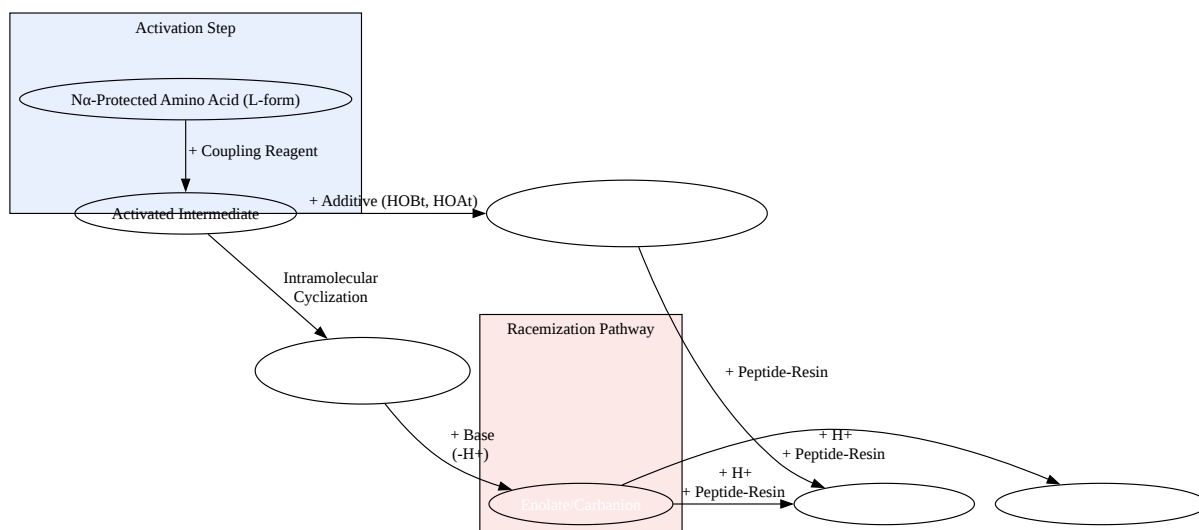 Activation Step
Nα-Protected Amino Acid (L-form)
+ Coupling Reagent
Activated Intermediate
+ Additive (HOBt, HOAt)
Intramolecular
Cyclization
Racemization Pathway
+ Peptide-Resin
+ Base
(-H+)
+ H+
+ Peptide-Resin
+ H+
+ Peptide-Resin
Enolate/Carbanion